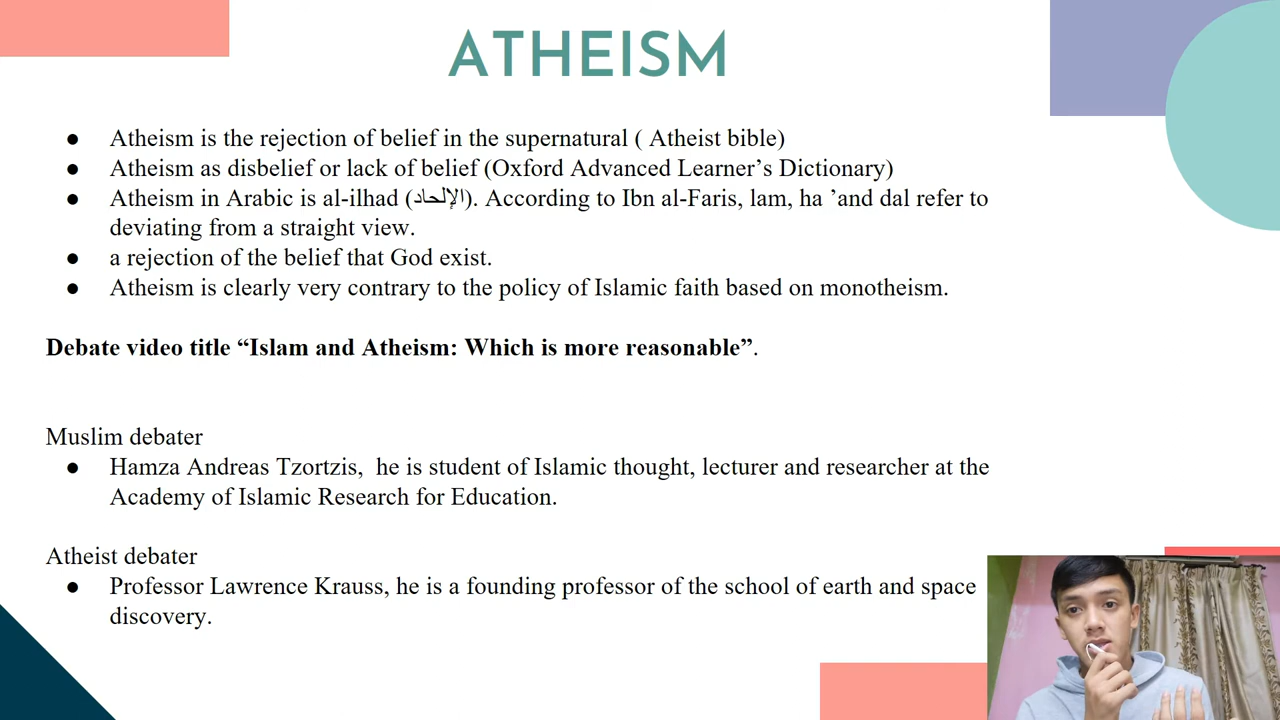 ATHEISM
● Atheism is the rejection of belief in the supernatural ( Atheist bible)
● Atheism as disbelief or lack of belief (Oxford Advanced Learner’s Dictionary)
● Atheism in Arabic is al-ilhad (الإلحاد). According to Ibn al-Faris, lam, ha ’and dal refer to
deviating from a straight view.
● a rejection of the belief that God exist.
● Atheism is clearly very contrary to the policy of Islamic faith based on monotheism.
Debate video title “Islam and Atheism: Which is more reasonable”.
Muslim debater
● Hamza Andreas Tzortzis, he is student of Islamic thought, lecturer and researcher at the
Academy of Islamic Research for Education.
Atheist debater
● Professor Lawrence Krauss, he is a founding professor of the school of earth and space
discovery.